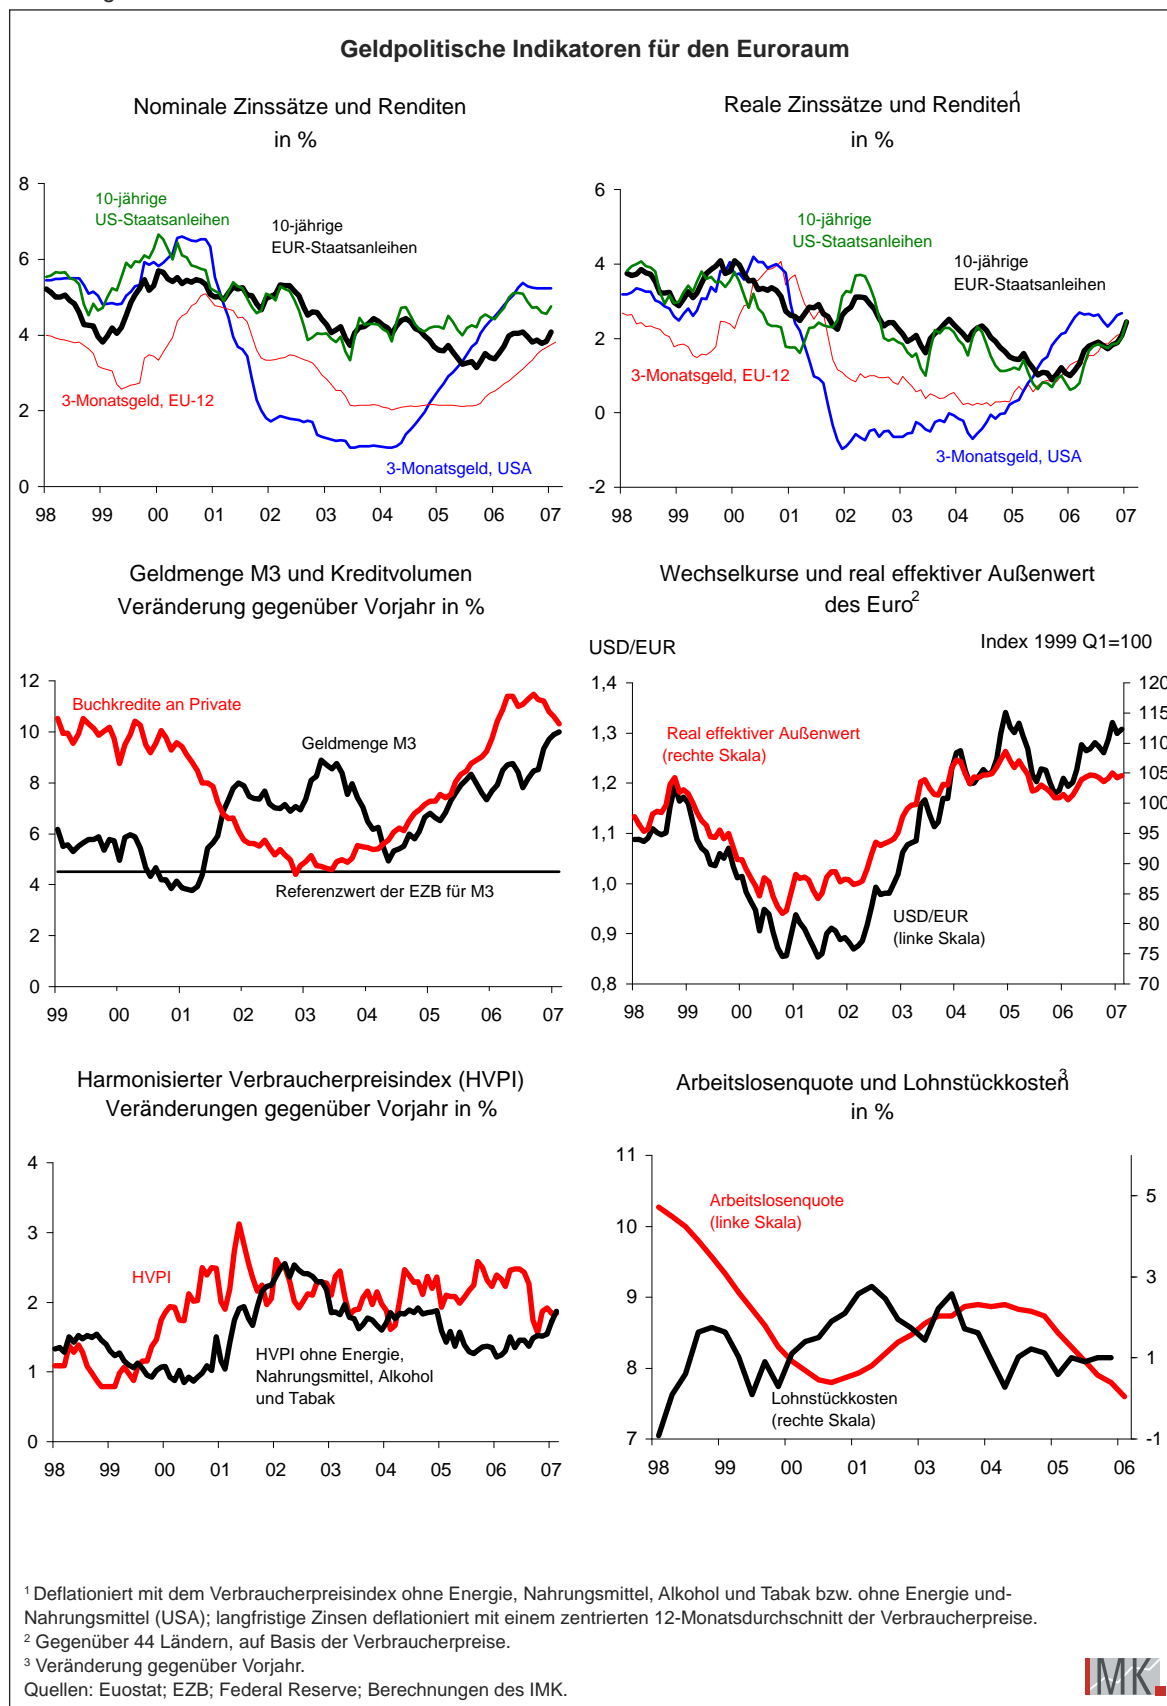 Geldpolitische Indikatoren für den Euroraum
Nominale Zinssätze und Renditen
in %
8
6
4
2
0
10-jährige
US-Staatsanleihen
10-jährige
EUR-Staatsanleihen
3-Monatsgeld, EU-12
3-Monatsgeld, USA
98 99 00 01 02 03 04 05 06 07
Reale Zinssätze und Renditen1
in %
6
4
2
0
-2
10-jährige
US-Staatsanleihen
10-jährige
EUR-Staatsanleihen
3-Monatsgeld, EU-12
3-Monatsgeld, USA
98 99 00 01 02 03 04 05 06 07
Geldmenge M3 und Kreditvolumen
Veränderung gegenüber Vorjahr in %
12
10
8
6
4
2
0
Buchkredite an Private
Geldmenge M3
Referenzwert der EZB für M3
99 00 01 02 03 04 05 06 07
Wechselkurse und real effektiver Außenwert
des Euro2
USD/EUR
Index 1999 Q1=100
1,4
1,3
1,2
1,1
1,0
0,9
0,8
120
115
110
105
100
95
90
85
80
75
70
Real effektiver Außenwert
(rechte Skala)
USD/EUR
(linke Skala)
98 99 00 01 02 03 04 05 06 07
Harmonisierter Verbraucherpreisindex (HVPI)
Veränderungen gegenüber Vorjahr in %
4
3
2
1
0
HVPI
HVPI ohne Energie,
Nahrungsmittel, Alkohol
und Tabak
98 99 00 01 02 03 04 05 06 07
Arbeitslosenquote und Lohnstückkosten3
in %
11
10
9
8
7
5
3
1
-1
Arbeitslosenquote
(linke Skala)
Lohnstückkosten
(rechte Skala)
98 99 00 01 03 04 05 06
1 Deflationiert mit dem Verbraucherpreisindex ohne Energie, Nahrungsmittel, Alkohol und Tabak bzw. ohne Energie und-
Nahrungsmittel (USA); langfristige Zinsen deflationiert mit einem zentrierten 12-Monatsdurchschnitt der Verbraucherpreise.
2 Gegenüber 44 Ländern, auf Basis der Verbraucherpreise.
3 Veränderung gegenüber Vorjahr.
Quellen: Euostat; EZB; Federal Reserve; Berechnungen des IMK.
IMK